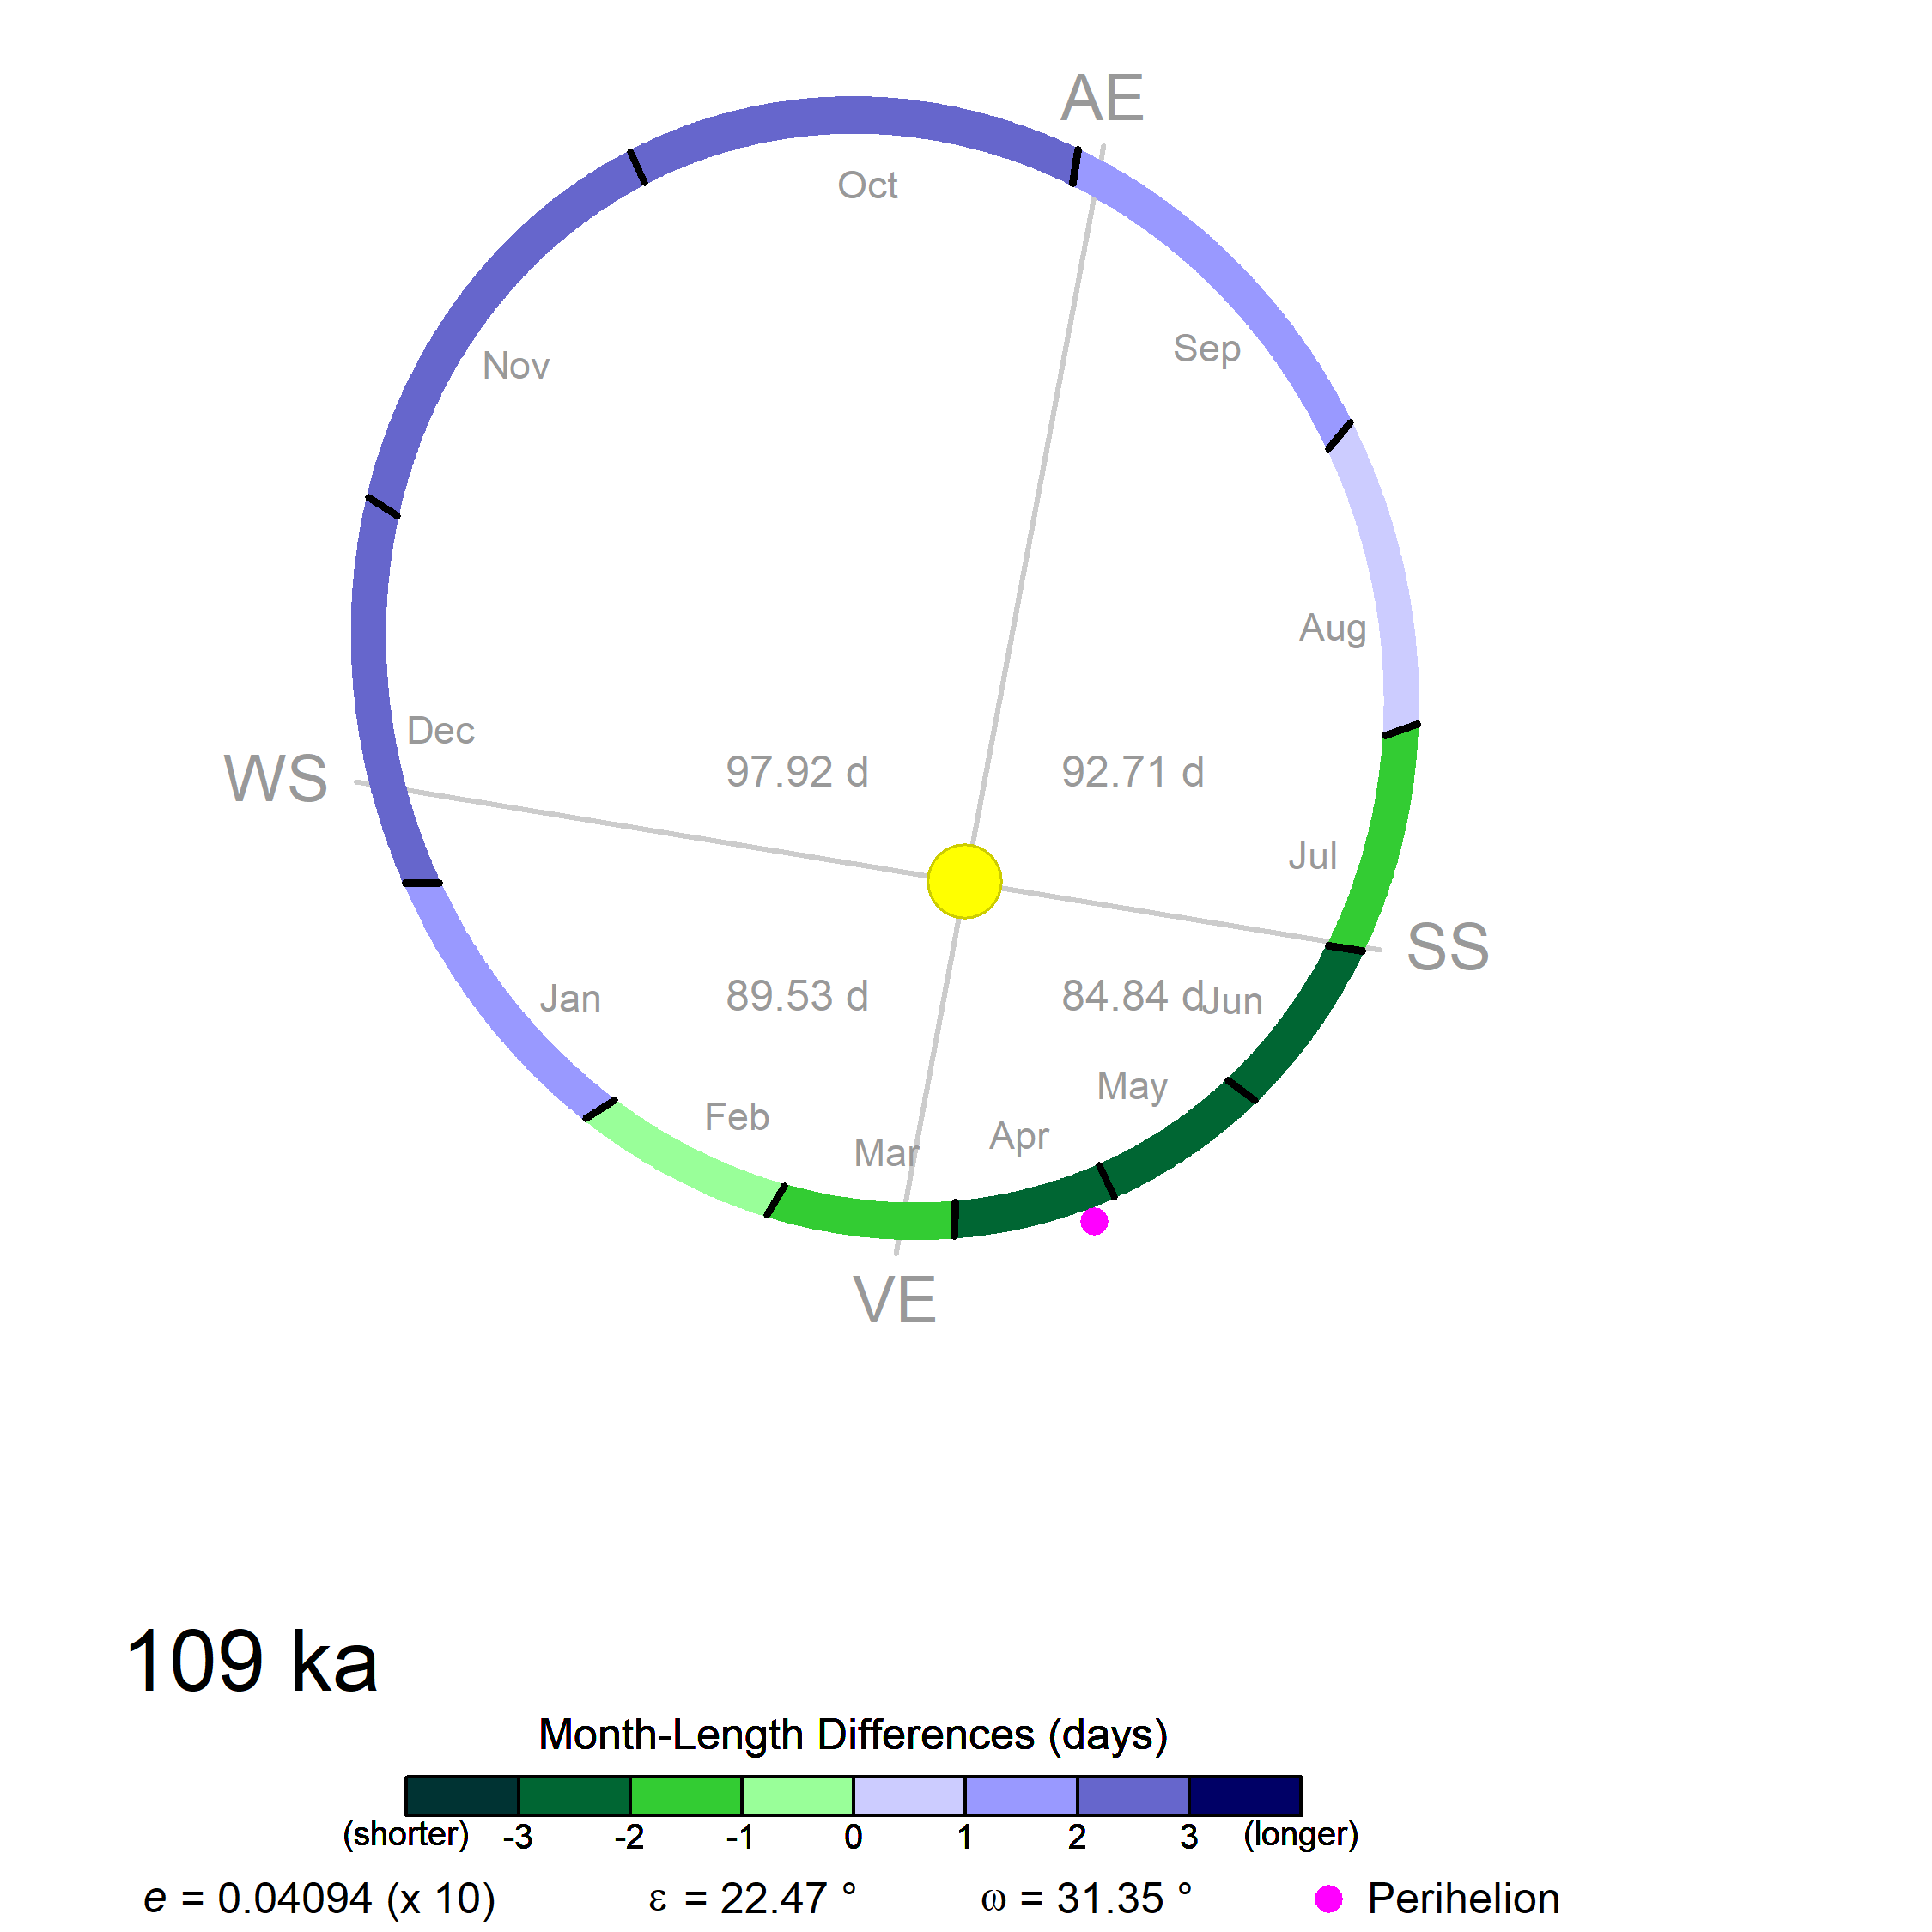 AE
Oct
Sep
Nov
Aug
Dec
WS
97.92 d
92.71 d
Jul
SS
Jan
89.53 d
84.84 d
Jun
May
Feb
Apr
Mar
VE
109 ka
Month-Length Differences (days)
(shorter) -3 -2 -1 0 1 2 3 (longer)
e = 0.04094 (x 10) ε = 22.47 ° ω = 31.35 ° Perihelion